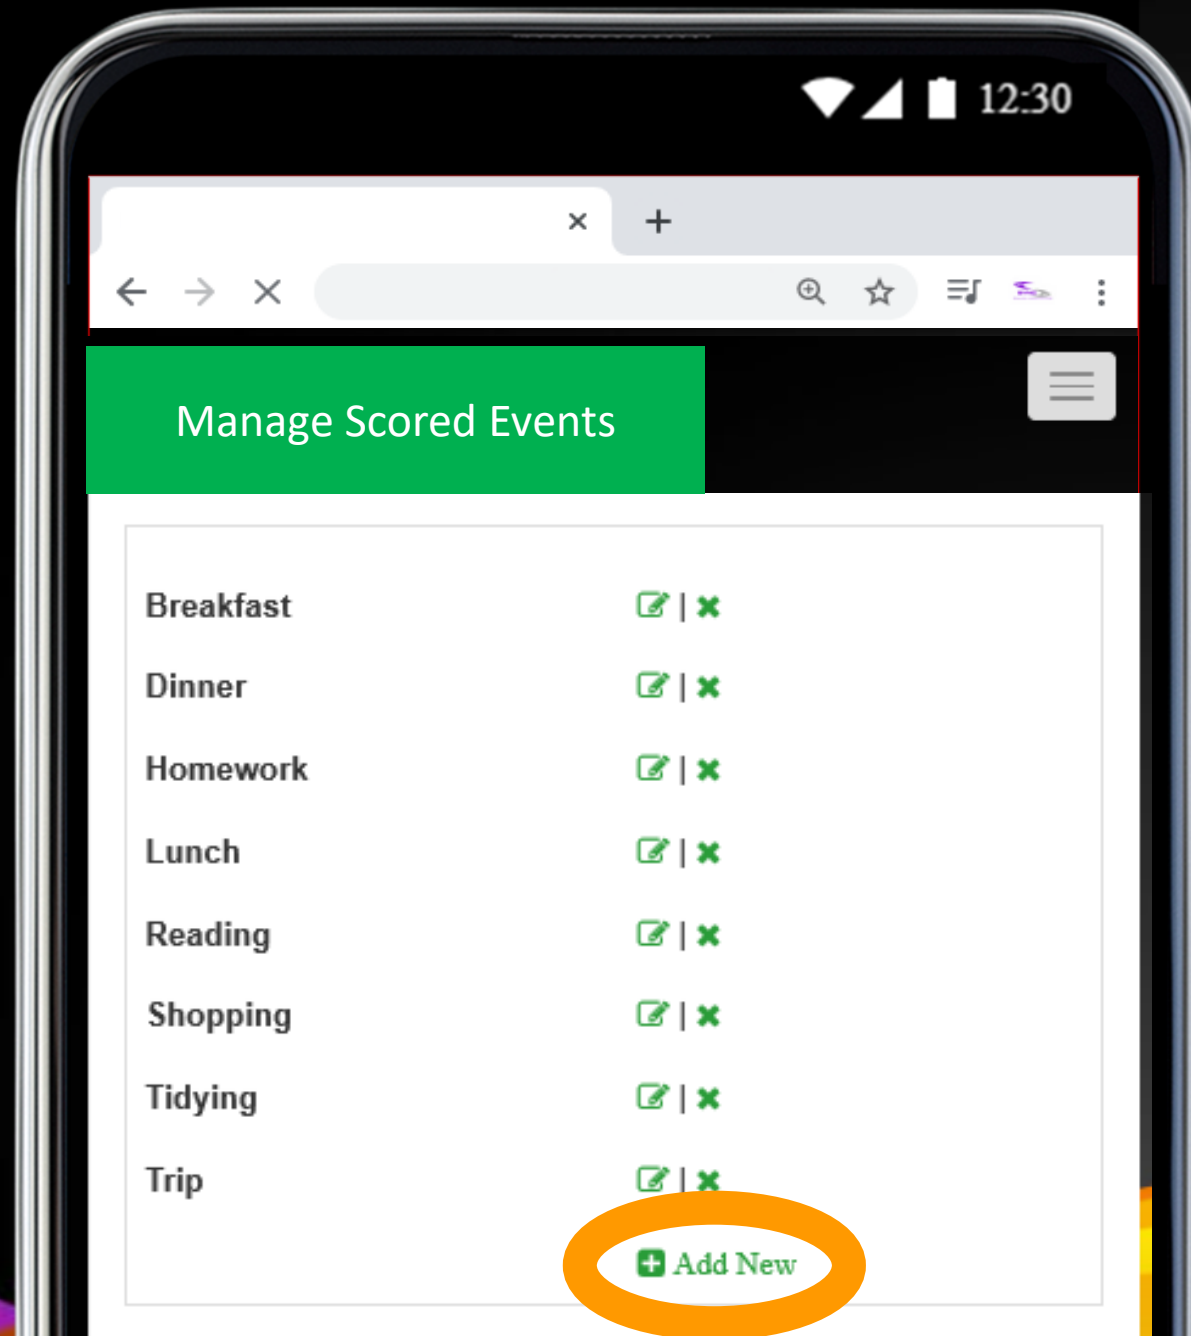 12:30
Manage Scored Events
Breakfast |
Dinner |
Homework |
Lunch |
Reading |
Shopping |
Tidying |
Trip |
Add New